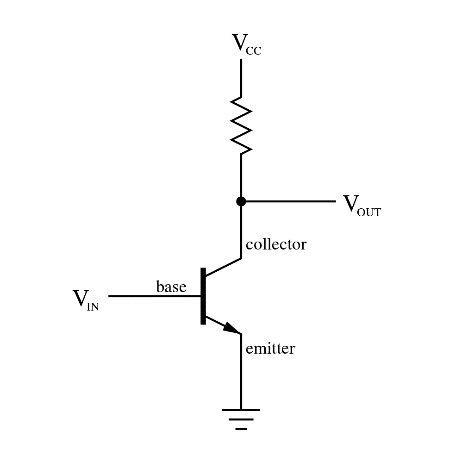 VCC
VOUT
collector
base
VIN
emitter